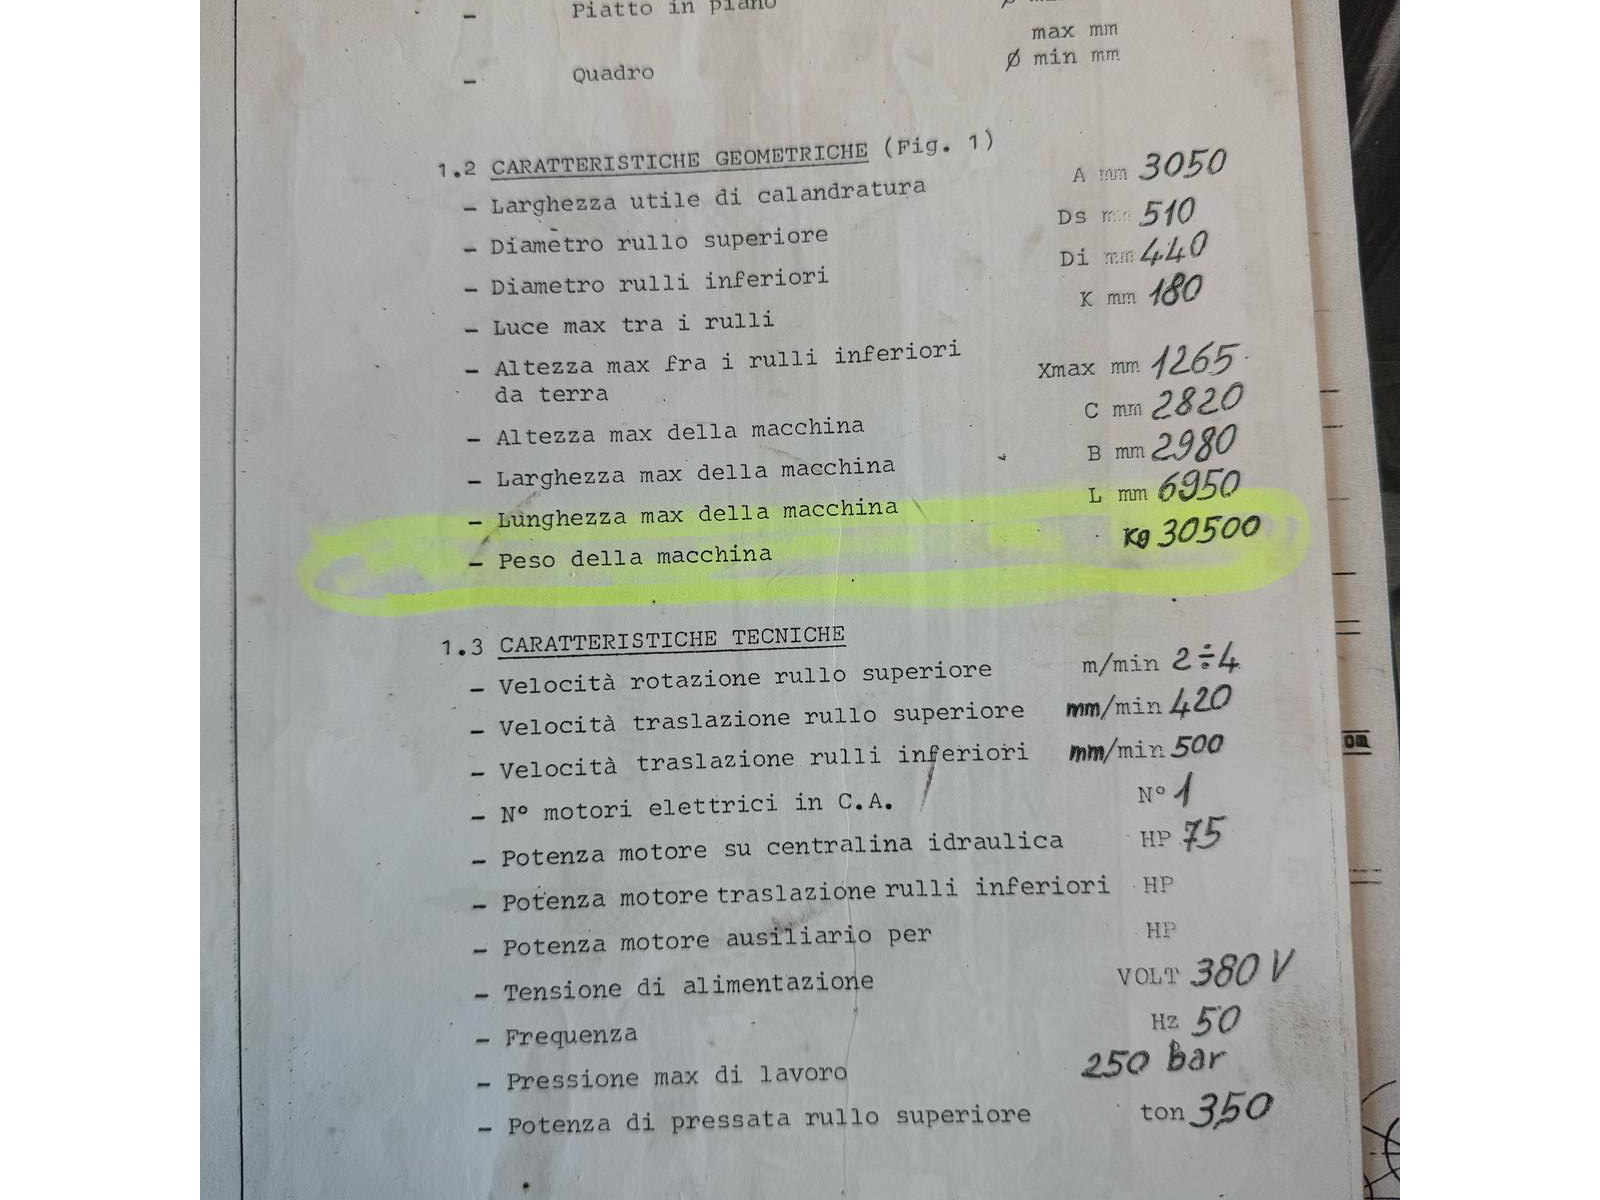 - Piatto in piano
max mm
- Quadro Ø min mm
1.2 CARATTERISTICHE GEOMETRICHE (Fig. 1)
- Larghezza utile di calandratura A mm 3050
- Diametro rullo superiore Ds mm 510
- Diametro rulli inferiori Di mm 440
- Luce max tra i rulli K mm 180
- Altezza max fra i rulli inferiori
da terra Xmax mm 1265
- Altezza max della macchina C mm 2820
- Larghezza max della macchina B mm 2980
- Lunghezza max della macchina L mm 6950
- Peso della macchina Kg 30500
1.3 CARATTERISTICHE TECNICHE
- Velocità rotazione rullo superiore m/min 2÷4
- Velocità traslazione rullo superiore mm/min 420
- Velocità traslazione rulli inferiori mm/min 500
- N° motori elettrici in C.A. N° 1
- Potenza motore su centralina idraulica HP 75
- Potenza motore traslazione rulli inferiori HP
- Potenza motore ausiliario per HP
- Tensione di alimentazione VOLT 380 V
- Frequenza Hz 50
- Pressione max di lavoro 250 bar
- Potenza di pressata rullo superiore ton 350